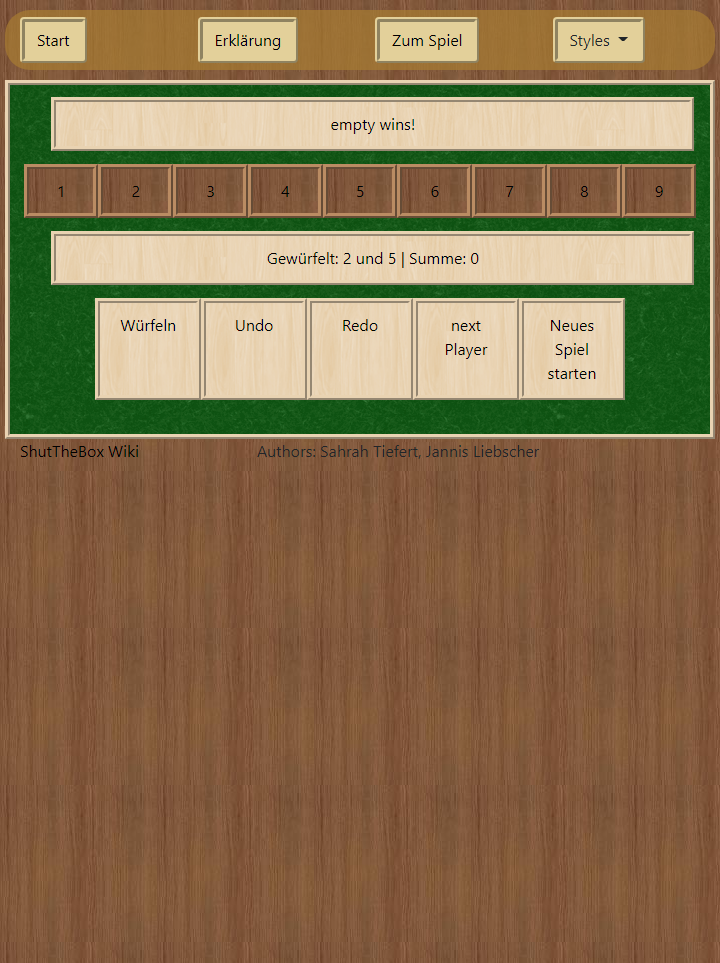 Start Erklärung Zum Spiel Styles
empty wins!
1 2 3 4 5 6 7 8 9
Gewürfelt: 2 und 5 | Summe: 0
Würfeln Undo Redo next Player Neues Spiel starten
ShutTheBox Wiki Authors: Sahrah Tiefert, Jannis Liebscher